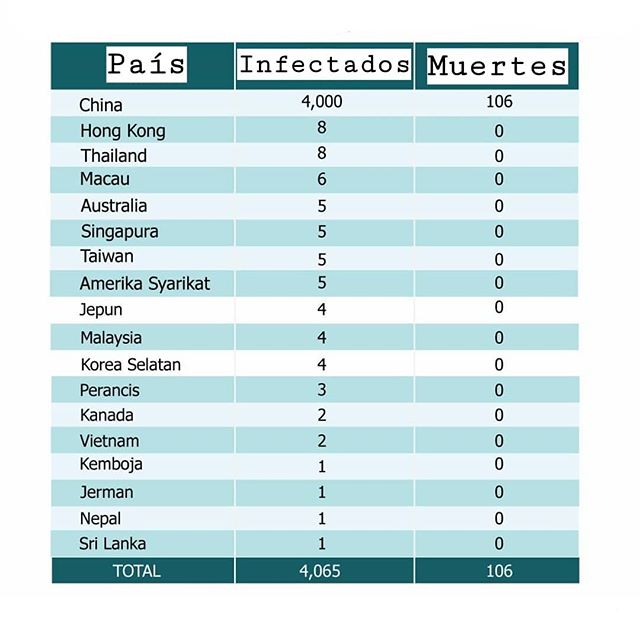 País Infectados Muertes
China 4,000 106
Hong Kong 8 0
Thailand 8 0
Macau 6 0
Australia 5 0
Singapura 5 0
Taiwan 5 0
Amerika Syarikat 5 0
Jepun 4 0
Malaysia 4 0
Korea Selatan 4 0
Perancis 3 0
Kanada 2 0
Vietnam 2 0
Kemboja 1 0
Jerman 1 0
Nepal 1 0
Sri Lanka 1 0
TOTAL 4,065 106